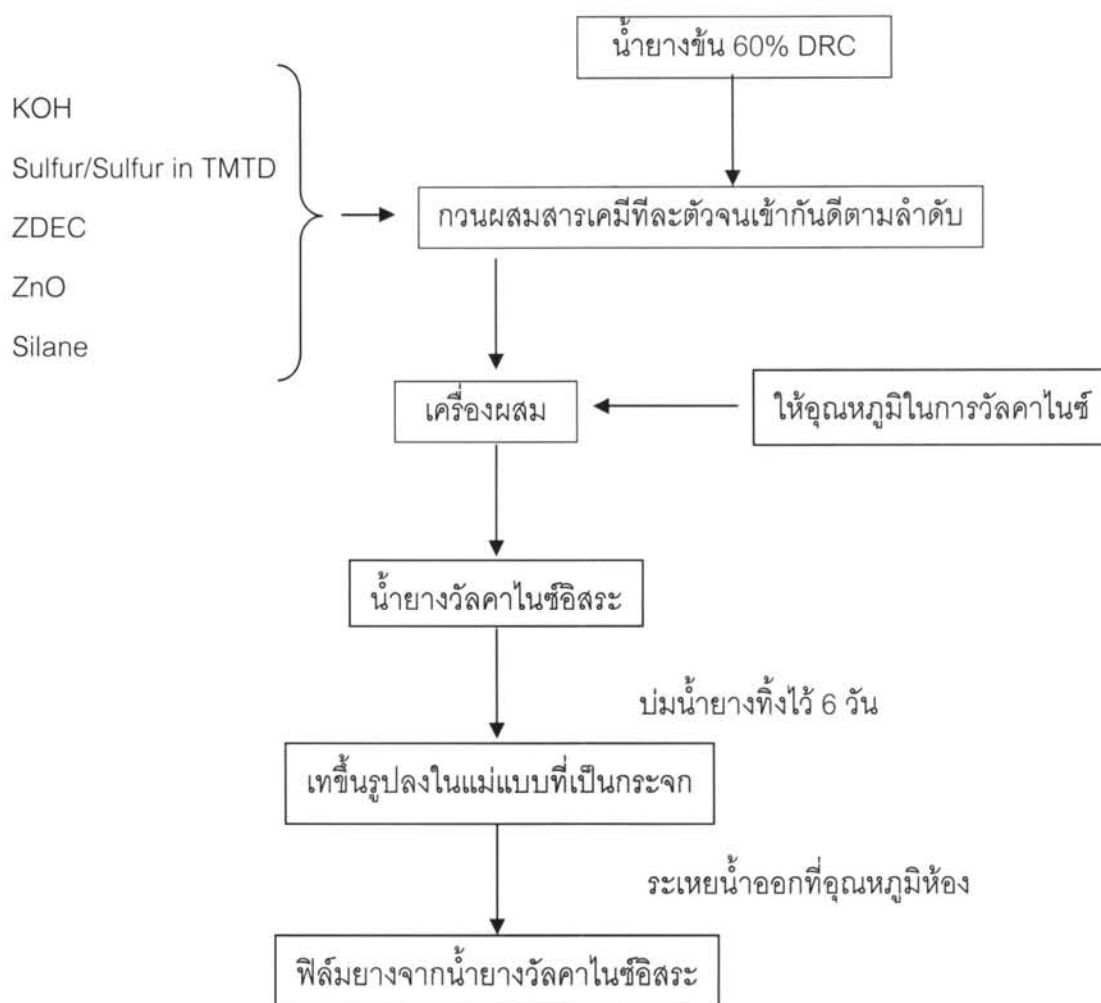 น้ำยางข้น 60% DRC
KOH
Sulfur/Sulfur in TMTD
ZDEC
ZnO
Silane
กวนผสมสารเคมีทีละตัวจนเข้ากันดีตามลำดับ
เครื่องผสม
ให้อุณหภูมิในการวัลคาไนซ์
น้ำยางวัลคาไนซ์อิสระ
บ่มน้ำยางทิ้งไว้ 6 วัน
เทขึ้นรูปลงในแม่แบบที่เป็นกระจก
ระเหยน้ำออกที่อุณหภูมิห้อง
ฟิล์มยางจากน้ำยางวัลคาไนซ์อิสระ